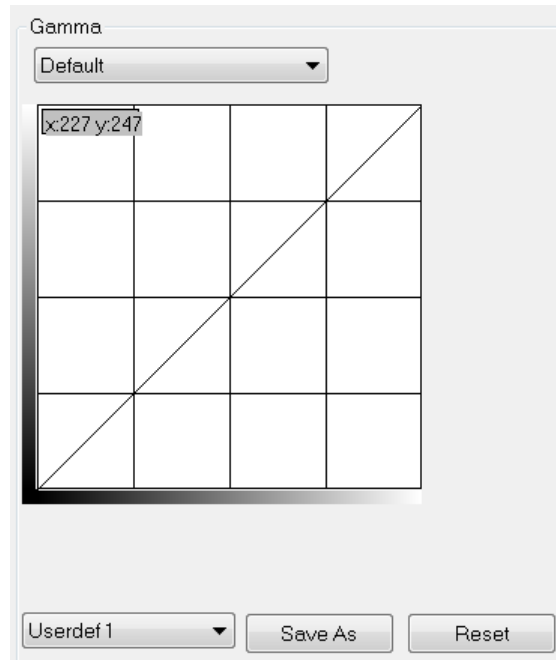 Gamma
Default
x:227 y:247
Userdef 1
Save As
Reset